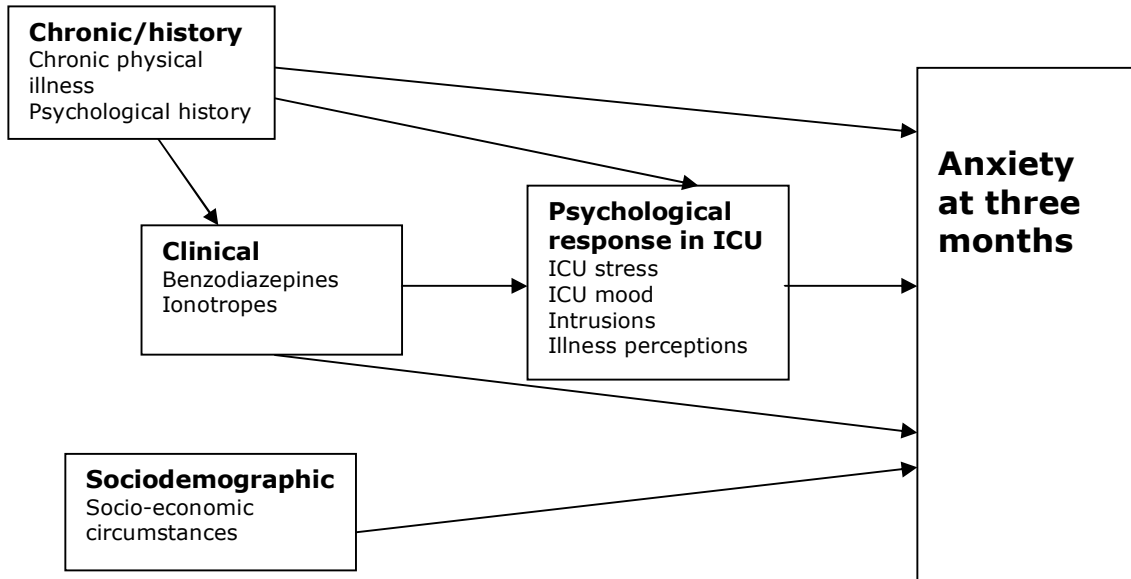 Chronic/history
Chronic physical
illness
Psychological history
Clinical
Benzodiazepines
Ionotropes
Psychological
response in ICU
ICU stress
ICU mood
Intrusions
Illness perceptions
Anxiety
at three
months
Sociodemographic
Socio-economic
circumstances